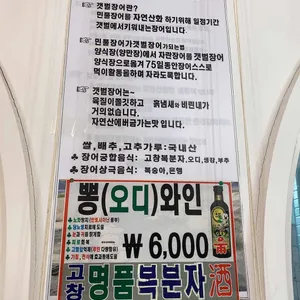 갯벌장어란?
민물장어를 자연산화 하기위해 일정기간
갯벌에서키워내는장어입니다.
민물장어가갯벌장어가되는법
양식장(양만장)에서 자란장어를 갯벌장어
양식장으로옮겨 75일동안장어스스로
먹이활동을하며 자라도록합니다.
갯벌장어는~
육질이쫄깃하고 흙냄새와 비린내가
거의없습니다.
자연산에버금가는맛 입니다.
쌀, 배추, 고추가루 : 국내산
장어궁합음식 : 고창복분자, 오디, 생강, 부추
장어상극음식 : 복숭아, 은행
뽕(오디)와인
₩6,000
고창명품복분자酒